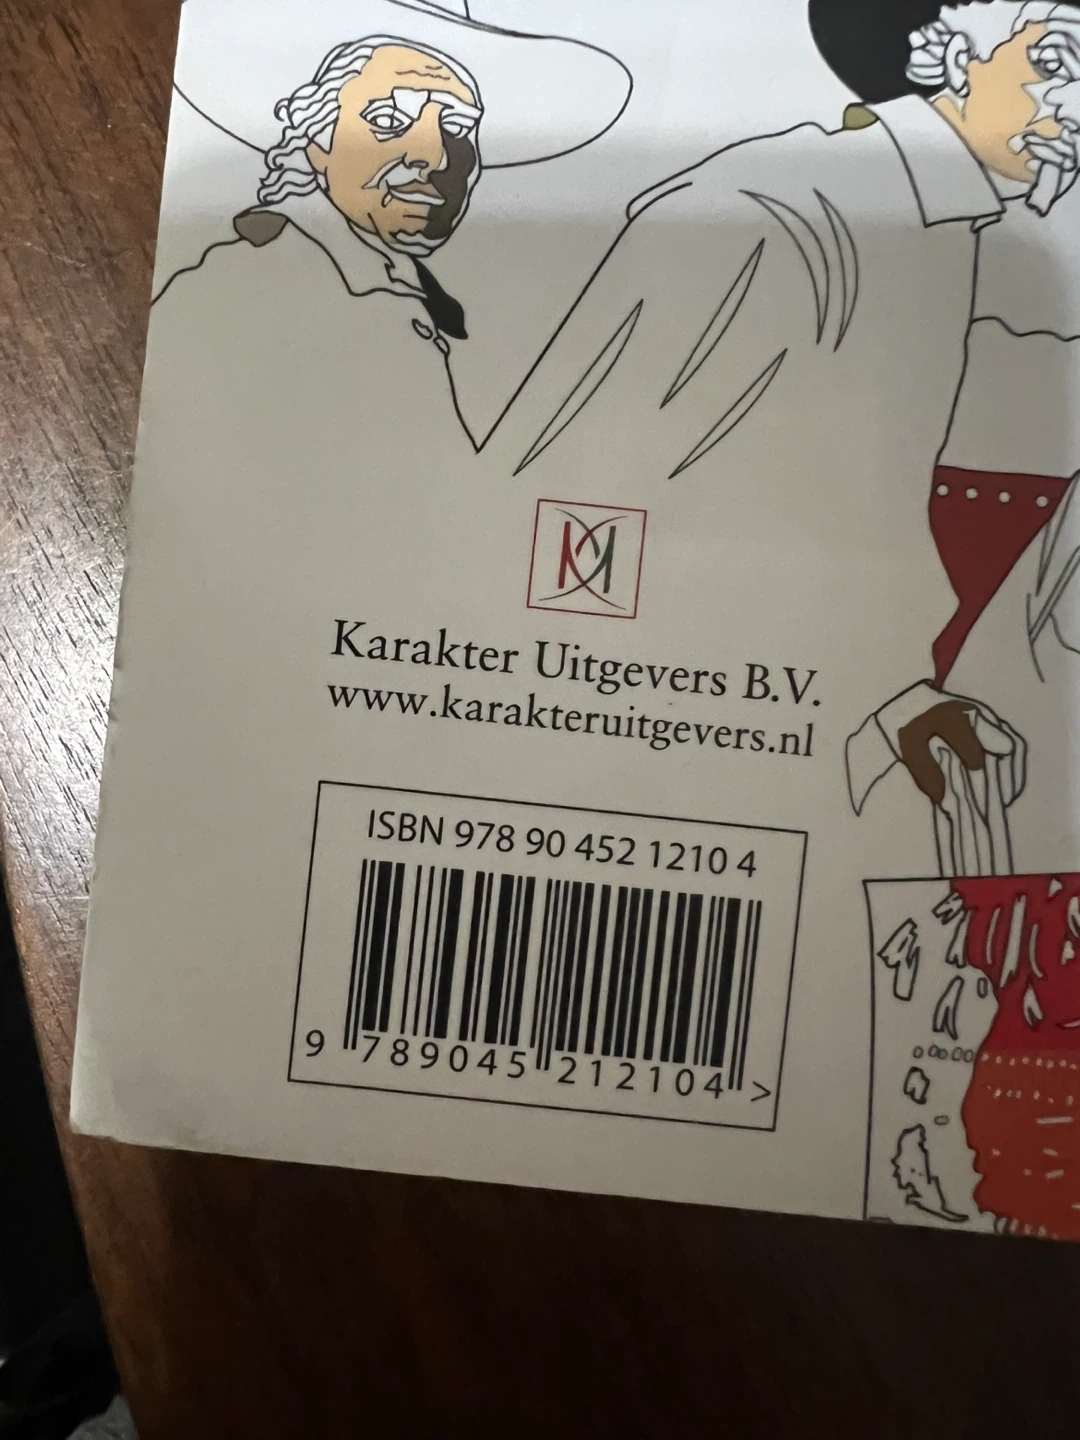 Karakter Uitgevers B.V.
www.karakteruitgevers.nl
ISBN 978 90 452 1210 4
9 789045 212104 >